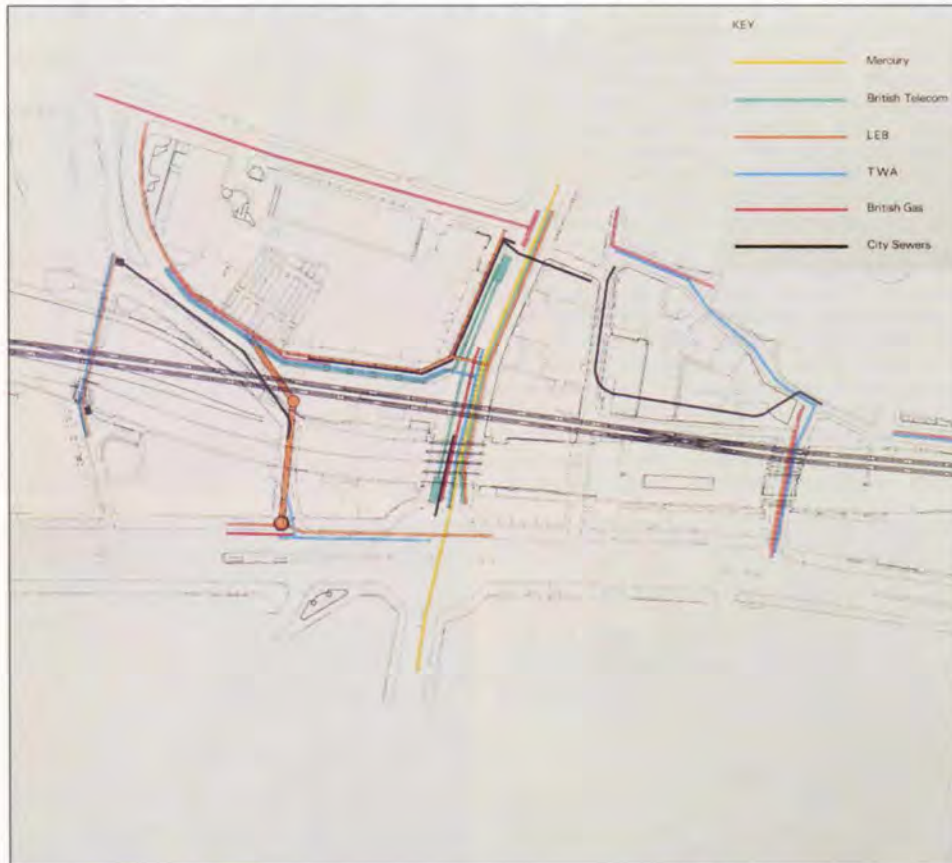 KEY
Mercury
British Telecom
LEB
TWA
British Gas
City Sewers